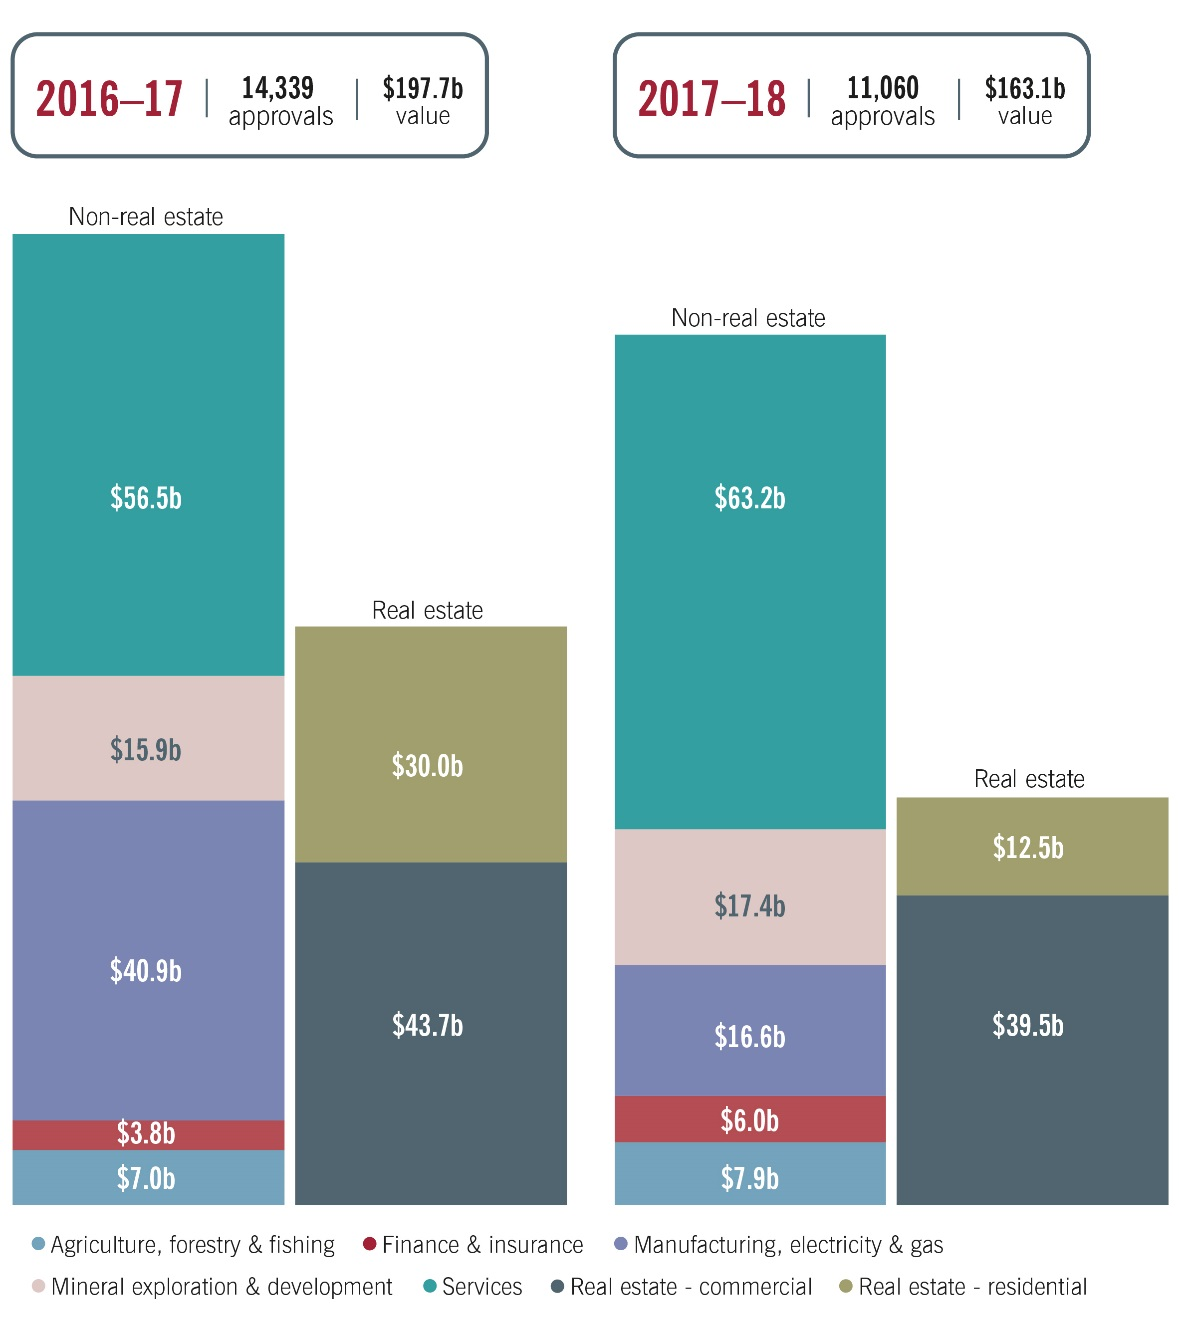 2016–17
14,339
approvals
$197.7b
value
2017–18
11,060
approvals
$163.1b
value
Non-real estate
$56.5b
$15.9b
$40.9b
$3.8b
$7.0b
Real estate
$30.0b
$43.7b
Non-real estate
$63.2b
$17.4b
$16.6b
$6.0b
$7.9b
Real estate
$12.5b
$39.5b
Agriculture, forestry & fishing
Finance & insurance
Manufacturing, electricity & gas
Mineral exploration & development
Services
Real estate - commercial
Real estate - residential